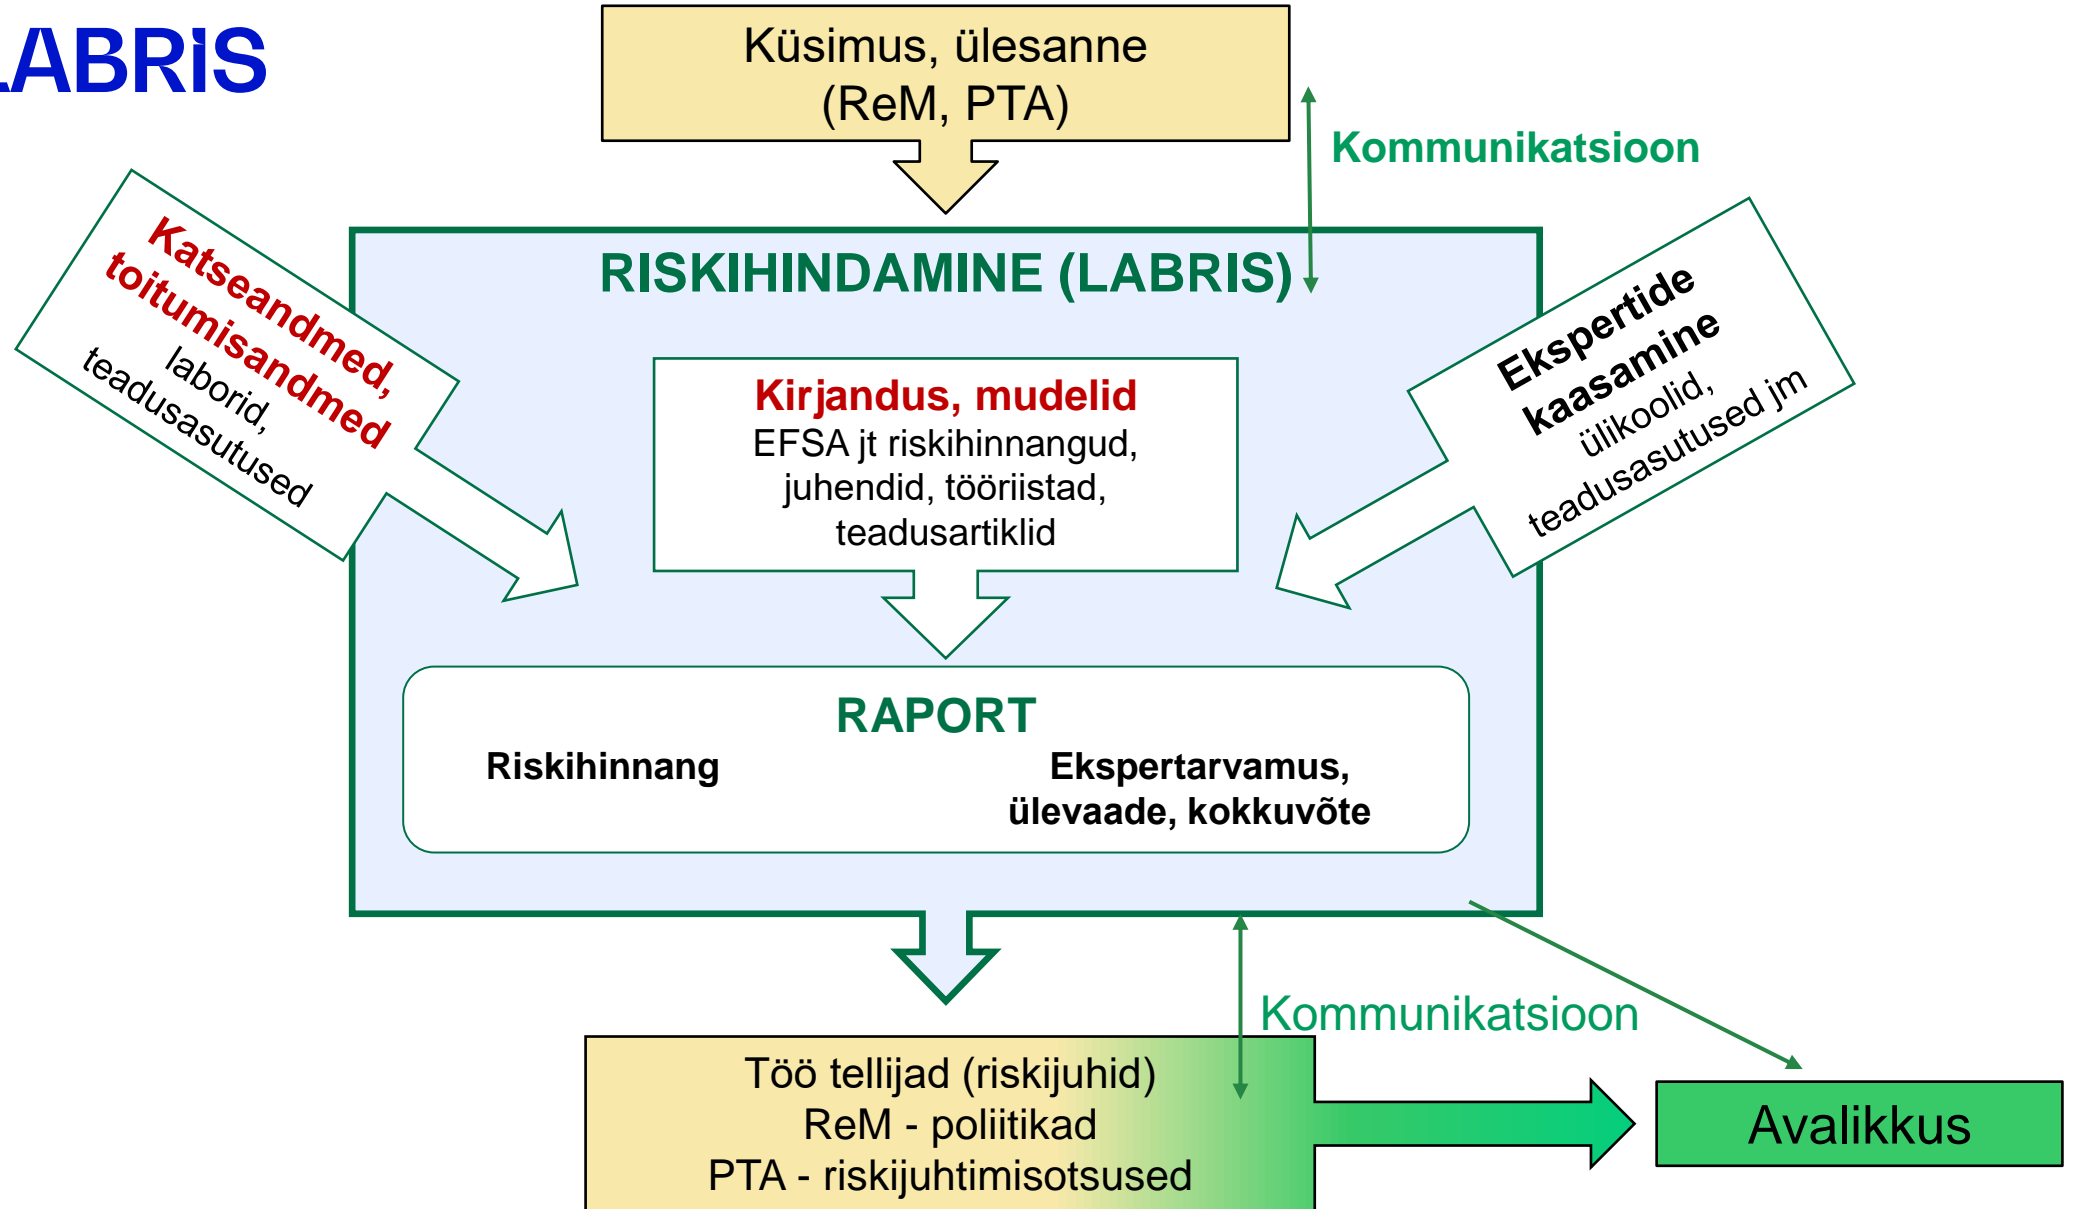 LABRiS
Küsimus, ülesanne
(ReM, PTA)
Kommunikatsioon
RISKIHINDAMINE (LABRIS)
Katseandmed,
toitumisandmed
laborid,
teadusasutused
Kirjandus, mudelid
EFSA jt riskihinnangud,
juhendid, tööriistad,
teadusartiklid
Ekspertide
kaasamine
ülikoolid,
teadusasutused jm
RAPORT
Riskihinnang
Ekspertarvamus,
ülevaade, kokkuvõte
Kommunikatsioon
Töö tellijad (riskijuhid)
ReM - poliitikad
PTA - riskijuhtimisotsused
Avalikkus